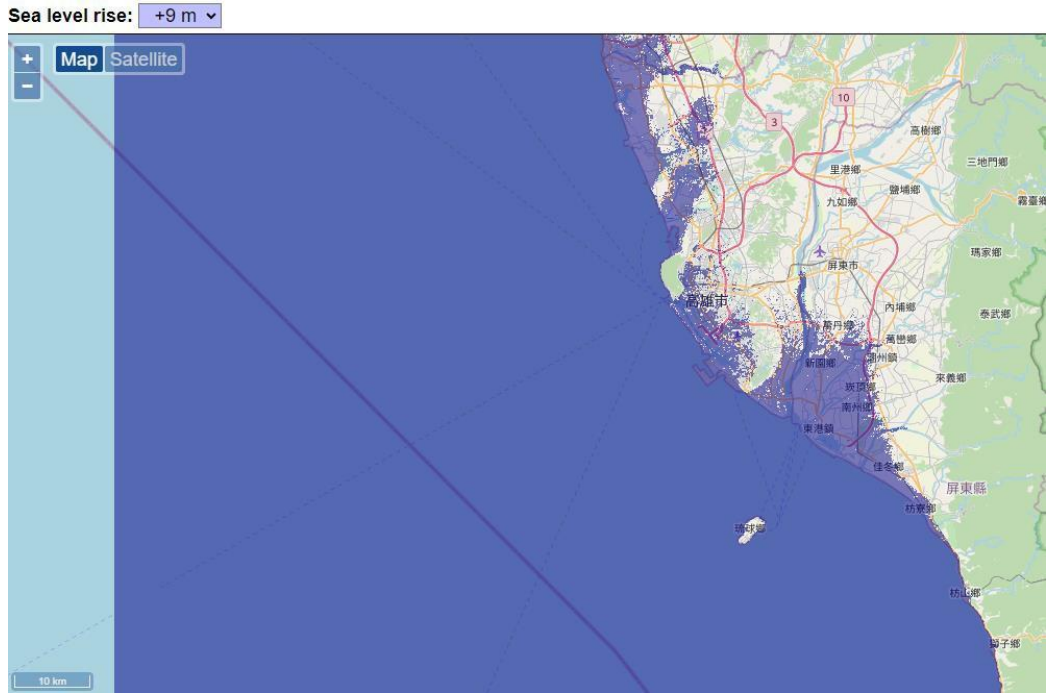 Sea level rise: +9 m
+
−
Map Satellite
10
3
高樹鄉
三地門鄉
里港鄉
鹽埔鄉
霧臺鄉
九如鄉
瑪家鄉
屏東市
高雄市
內埔鄉
泰武鄉
萬丹鄉
萬巒鄉
潮州鎮
新園鄉
來義鄉
崁頂鄉
南州鄉
東港鎮
佳冬鄉
屏東縣
枋寮鄉
琉球鄉
枋山鄉
獅子鄉
10 km